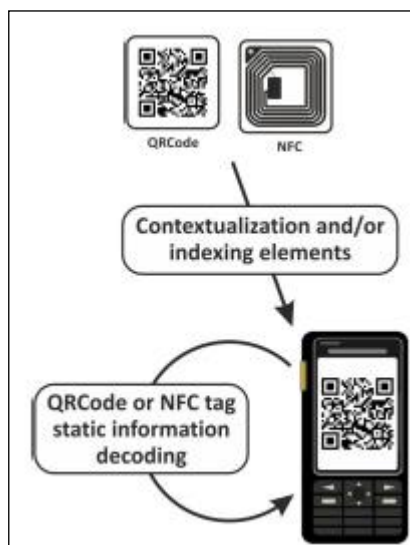 QRCode
NFC
Contextualization and/or
indexing elements
QRCode or NFC tag
static information
decoding